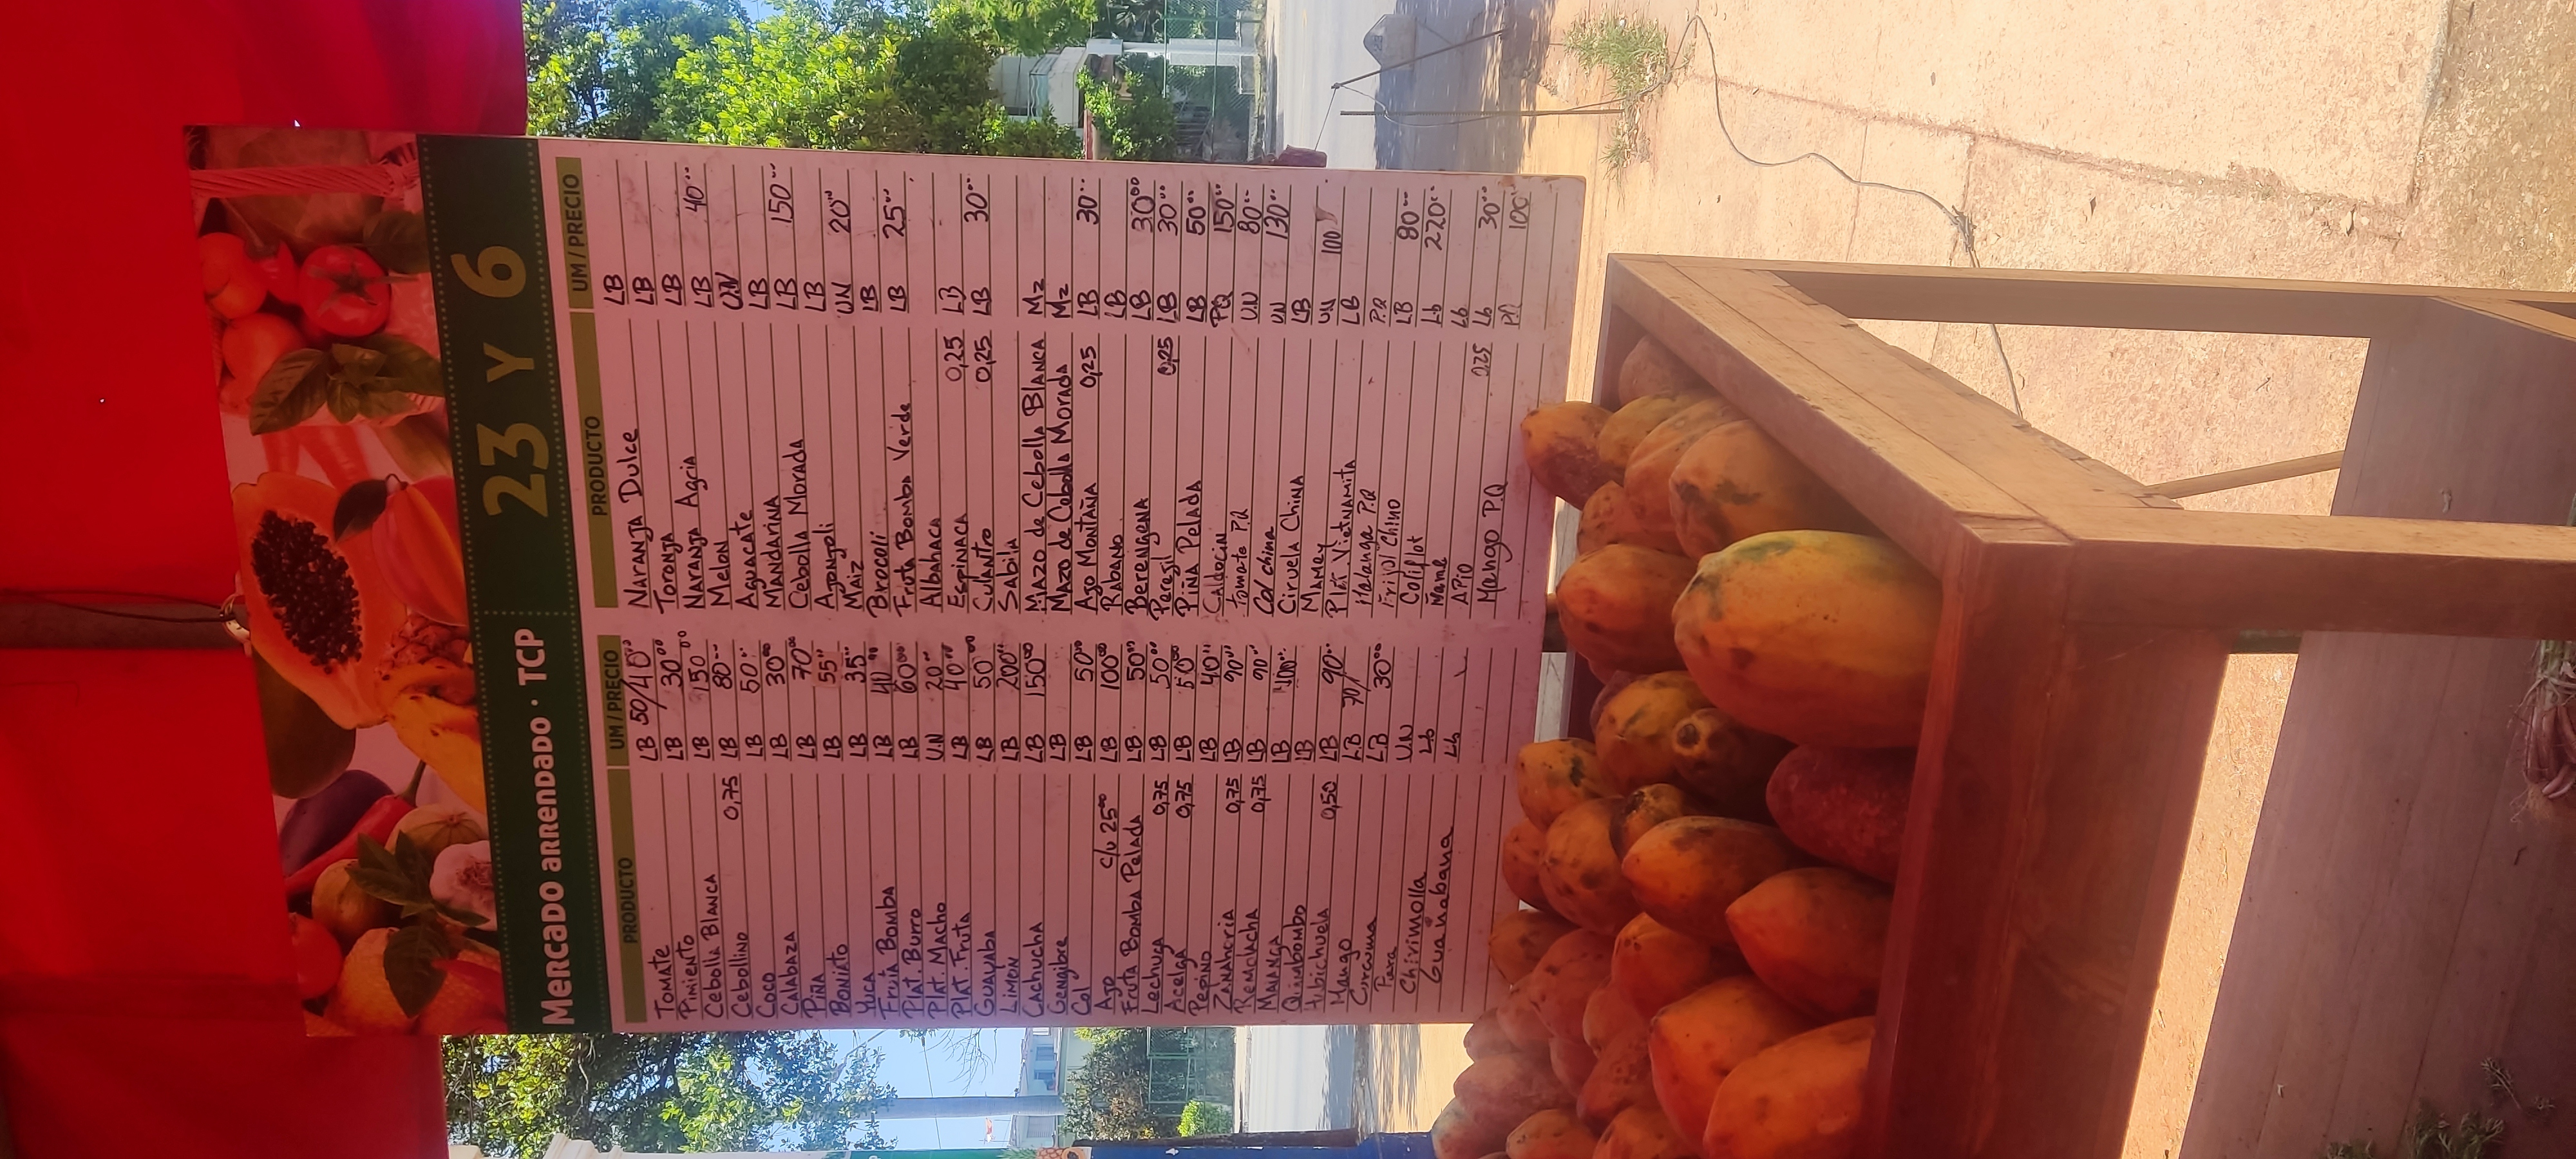 MERCADO ARRENDADO · TCP
23 Y 6
PRODUCTO UM / PRECIO
Tomate LB 50/40⁰⁰
Pimiento LB 30⁰⁰
Cebolla Blanca LB 150⁰⁰
Cebollino 0,75 LB 80--
Coco LB 50--
Calabaza LB 30⁰⁰
Piña LB 70⁰⁰
Boniato LB 55⁰⁰
Yuca LB 35⁰⁰
Fruta Bomba LB 40⁰⁰
Plat. Burro LB 60⁰⁰
Plat. Macho U.N 20⁰⁰
Plat. Fruta LB 40⁰⁰
Guayaba LB 50⁰⁰
Limon LB 200⁰⁰
Cachucha LB 150⁰⁰
Gengibre LB
Col LB 50⁰⁰
Ajo c/u 25⁰⁰ LB 100⁰⁰
Fruta Bomba Pelada LB 50⁰⁰
Lechuga 0,75 LB 50⁰⁰
Acelga 0,75 LB 50⁰⁰
Pepino LB 40⁰⁰
Zanahoria 0,75 LB 90⁰⁰
Remolacha 0,75 LB 90⁰⁰
Malanga LB 100⁰⁰
Quimbombo LB
Habichuela 0,50 LB 90--
Mango LB 70/
Curcuma LB 30⁰⁰
Pera U.N
Chirimolla Lb
Guañabana Lb
PRODUCTO UM / PRECIO
Naranja Dulce LB
Toronja LB
Naranja Agria LB
Melon LB 40--
Aguacate U.N
Mandarina LB
Cebolla Morada LB 150--
Ajonjoli LB
Maiz UN 20⁰⁰
Brocoli LB
Fruta Bomba Verde LB 25--
Albahaca
Espinaca 0,25 LB
Culantro 0,25 LB 30--
Sabila
Mazo de Cebolla Blanca Mz
Mazo de Cebolla Morada Mz
Ajo Montaña 0,25 LB 30--
Rabano LB
Berengena LB 30⁰⁰
Peregil 0,25 LB 30--
Piña Pelada LB 50⁰⁰
Caldocin PQ 150--
tomate P.Q U.N 80--
Col china UN 130--
Ciruela China LB
Mamey UN 100
Plat. Vietnamita LB
Malanga P.Q P.Q
Frijol Chino LB 80--
Coliflot Lb 220--
Ñame Lb
Apio 0.25 Lb 30⁰⁰
Mango P.Q P.Q 100